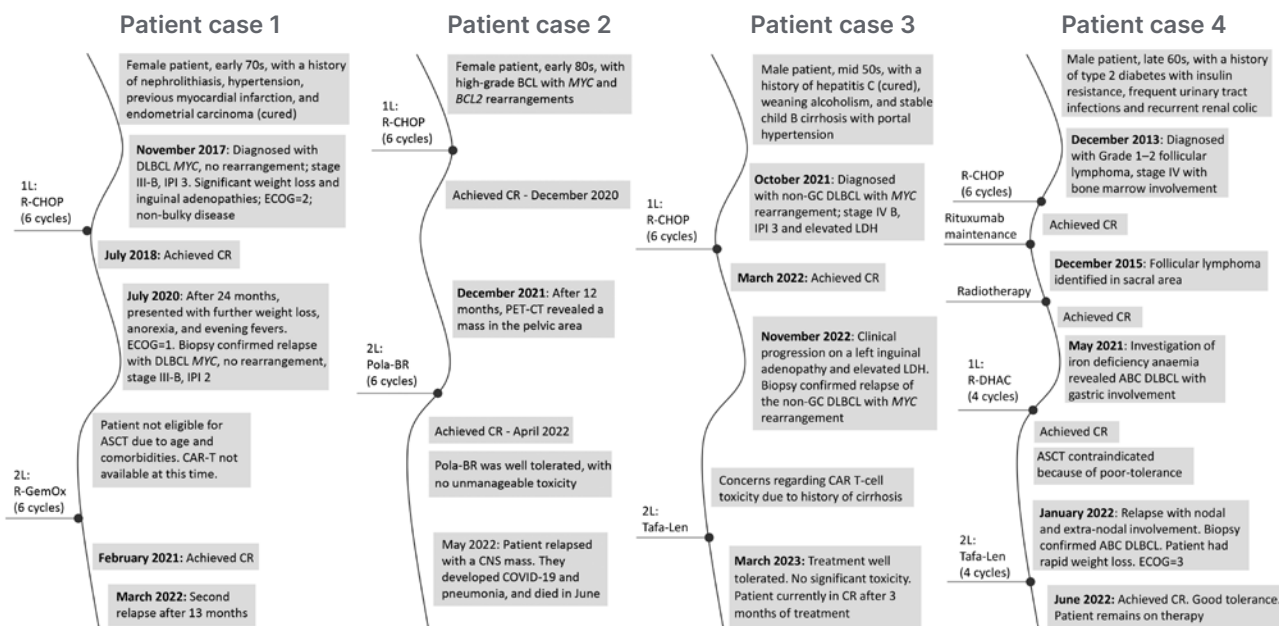 Patient case 1
Female patient, early 70s, with a history
of nephrolithiasis, hypertension,
previous myocardial infarction, and
endometrial carcinoma (cured)
November 2017: Diagnosed with
DLBCL MYC, no rearrangement; stage
III-B, IPI 3. Significant weight loss and
inguinal adenopathies; ECOG=2;
non-bulky disease
1L:
R-CHOP
(6 cycles)
July 2018: Achieved CR
July 2020: After 24 months,
presented with further weight loss,
anorexia, and evening fevers.
ECOG=1. Biopsy confirmed relapse
with DLBCL MYC, no rearrangement,
stage III-B, IPI 2
Patient not eligible for
ASCT due to age and
comorbidities. CAR-T not
available at this time.
2L:
R-GemOx
(6 cycles)
February 2021: Achieved CR
March 2022: Second
relapse after 13 months
Patient case 2
Female patient, early 80s, with
high-grade BCL with MYC and
BCL2 rearrangements
1L:
R-CHOP
(6 cycles)
Achieved CR - December 2020
December 2021: After 12
months, PET-CT revealed a
mass in the pelvic area
2L:
Pola-BR
(6 cycles)
Achieved CR - April 2022
Pola-BR was well tolerated, with
no unmanageable toxicity
May 2022: Patient relapsed
with a CNS mass. They
developed COVID-19 and
pneumonia, and died in June
Patient case 3
Male patient, mid 50s, with a
history of hepatitis C (cured),
weaning alcoholism, and stable
child B cirrhosis with portal
hypertension
October 2021: Diagnosed
with non-GC DLBCL with MYC
rearrangement; stage IV B,
IPI 3 and elevated LDH
1L:
R-CHOP
(6 cycles)
March 2022: Achieved CR
November 2022: Clinical
progression on a left inguinal
adenopathy and elevated LDH.
Biopsy confirmed relapse of
the non-GC DLBCL with MYC
rearrangement
Concerns regarding CAR T-cell
toxicity due to history of cirrhosis
2L:
Tafa-Len
March 2023: Treatment well
tolerated. No significant toxicity.
Patient currently in CR after 3
months of treatment
Patient case 4
Male patient, late 60s, with a history
of type 2 diabetes with insulin
resistance, frequent urinary tract
infections and recurrent renal colic
December 2013: Diagnosed
with Grade 1–2 follicular
lymphoma, stage IV with
bone marrow involvement
R-CHOP
(6 cycles)
Achieved CR
Rituxumab
maintenance
December 2015: Follicular lymphoma
identified in sacral area
Radiotherapy
Achieved CR
May 2021: Investigation of
iron deficiency anaemia
revealed ABC DLBCL with
gastric involvement
1L:
R-DHAC
(4 cycles)
Achieved CR
ASCT contraindicated
because of poor-tolerance
January 2022: Relapse with nodal
and extra-nodal involvement. Biopsy
confirmed ABC DLBCL. Patient had
rapid weight loss. ECOG=3
2L:
Tafa-Len
(4 cycles)
June 2022: Achieved CR. Good tolerance.
Patient remains on therapy